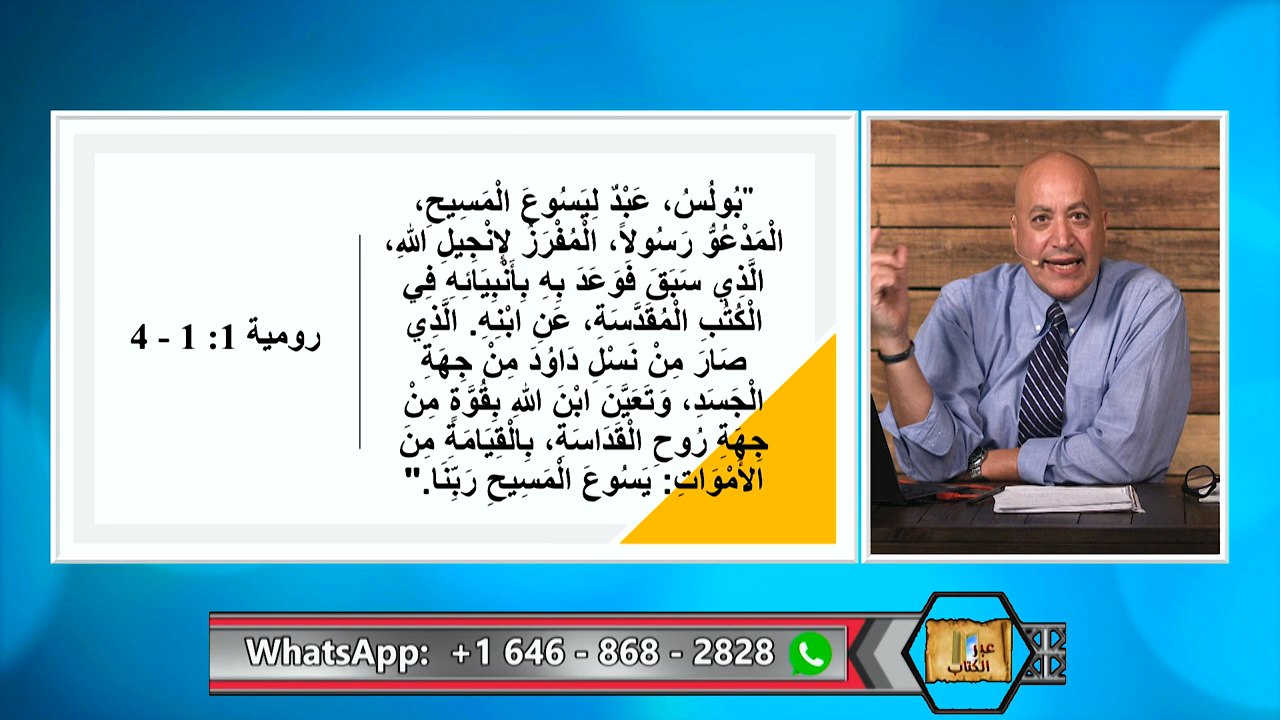 "بُولُسُ، عَبْدٌ لِيَسُوعَ الْمَسِيحِ،
الْمَدْعُوُّ رَسُولاً، الْمُفْرَزُ لإِنْجِيلِ اللهِ،
الَّذِي سَبَقَ فَوَعَدَ بِهِ بِأَنْبِيَائِهِ فِي
الْكُتُبِ الْمُقَدَّسَةِ، عَنِ ابْنِهِ. الَّذِي
صَارَ مِنْ نَسْلِ دَاوُدَ مِنْ جِهَةِ
الْجَسَدِ، وَتَعَيَّنَ ابْنَ اللهِ بِقُوَّةٍ مِنْ
جِهَةِ رُوحِ الْقَدَاسَةِ، بِالْقِيَامَةِ مِنَ
الأَمْوَاتِ: يَسُوعَ الْمَسِيحِ رَبِّنَا."
رومية 1: 1 - 4
WhatsApp: +1 646 - 868 - 2828
عبر
الكتاب